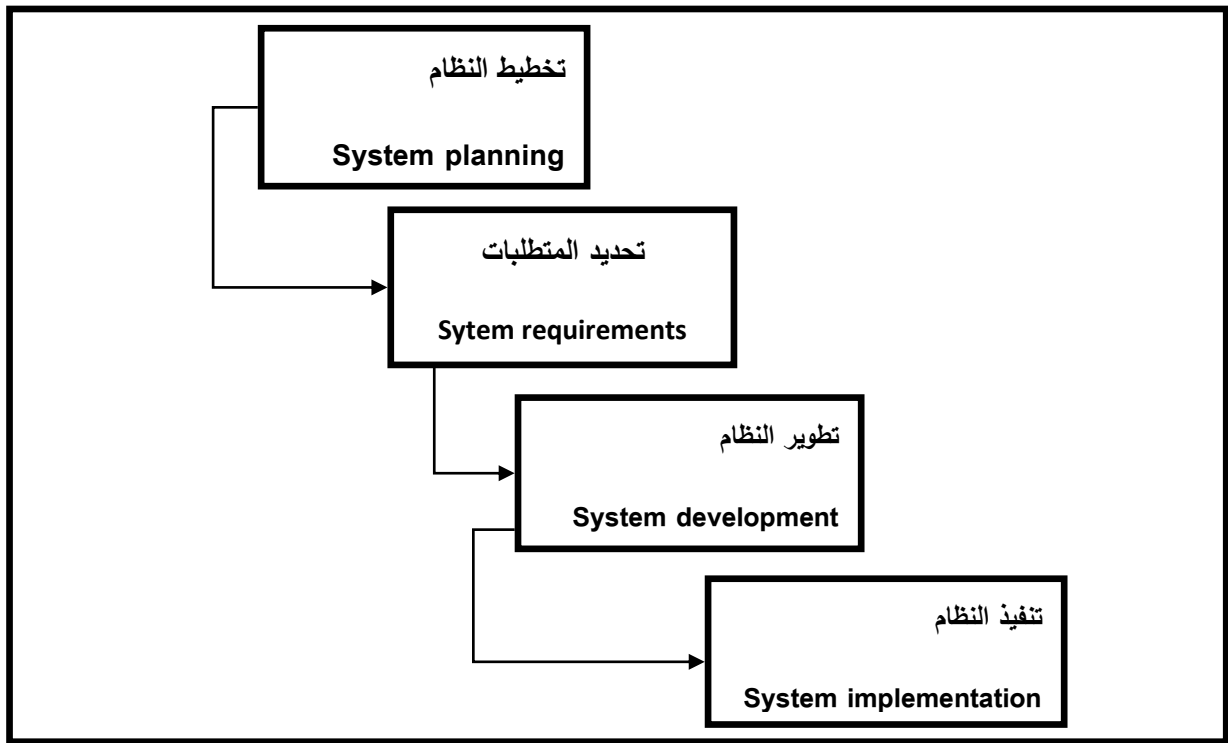 تخطيط النظام
System planning
تحديد المتطلبات
Sytem requirements
تطوير النظام
System development
تنفيذ النظام
System implementation